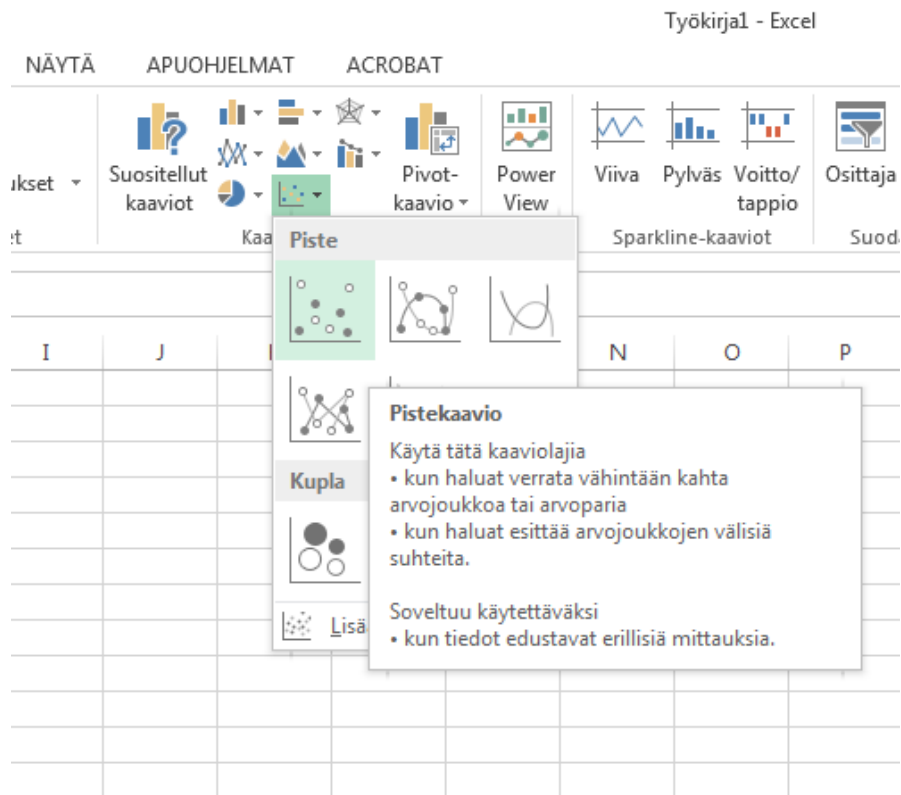 Työkirja1 - Excel
NÄYTÄ APUOHJELMAT ACROBAT
Suositellut kaaviot
Pivot-kaavio
Power View
Viiva
Pylväs
Voitto/tappio
Osittaja
Sparkline-kaaviot
Piste
I J N O P
Pistekaavio
Käytä tätä kaaviolajia
• kun haluat verrata vähintään kahta
arvojoukkoa tai arvoparia
• kun haluat esittää arvojoukkojen välisiä
suhteita.
Soveltuu käytettäväksi
• kun tiedot edustavat erillisiä mittauksia.
Kupla
Lisä